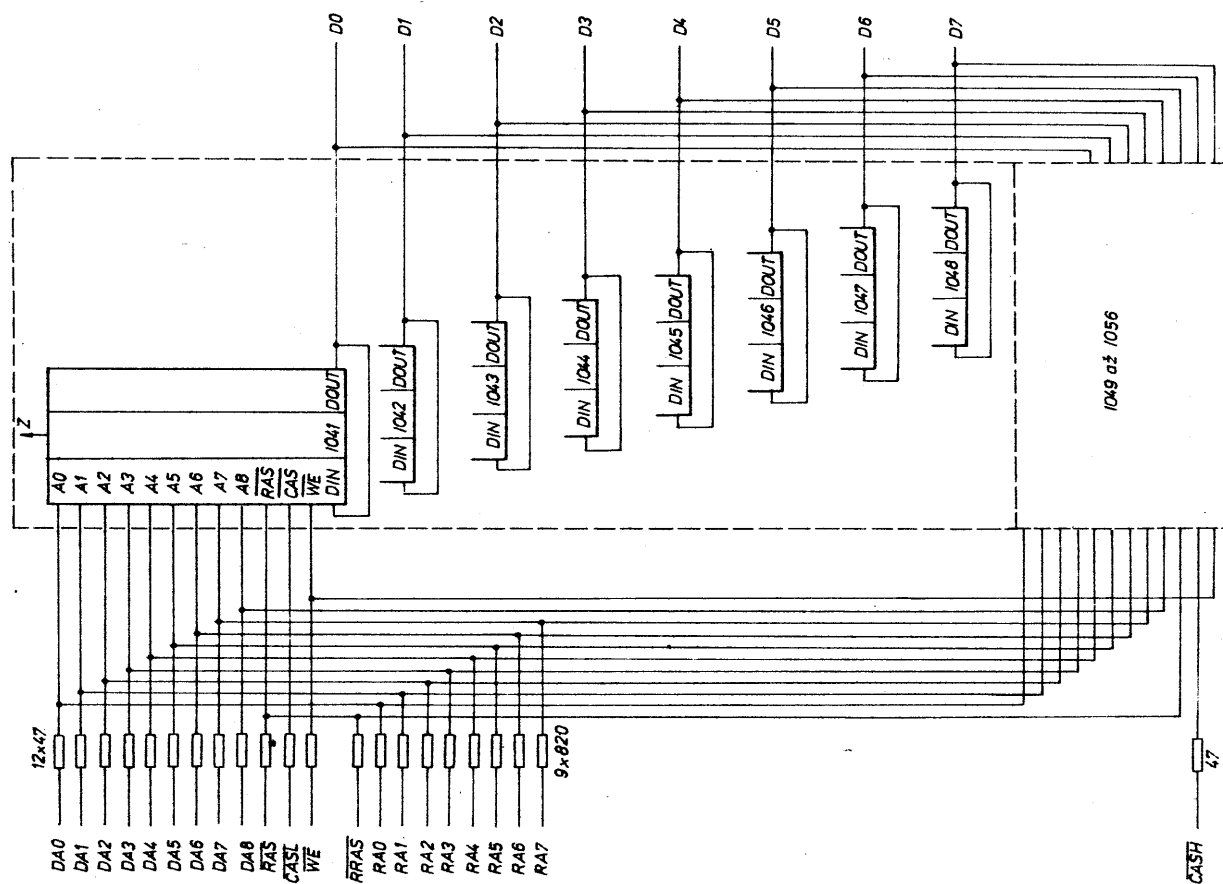 12x47
DA0
DA1
DA2
DA3
DA4
DA5
DA6
DA7
DA8
RAS
CASL
WE
RRAS
RA0
RA1
RA2
RA3
RA4
RA5
RA6
RA7
9x820
CASH
47
Z
A0
A1
A2
A3
A4
A5
A6
A7
A8
RAS
CAS
WE
DIN 1041 DOUT
DIN 1042 DOUT
DIN 1043 DOUT
DIN 1044 DOUT
DIN 1045 DOUT
DIN 1046 DOUT
DIN 1047 DOUT
DIN 1048 DOUT
1049 až 1056
D0
D1
D2
D3
D4
D5
D6
D7